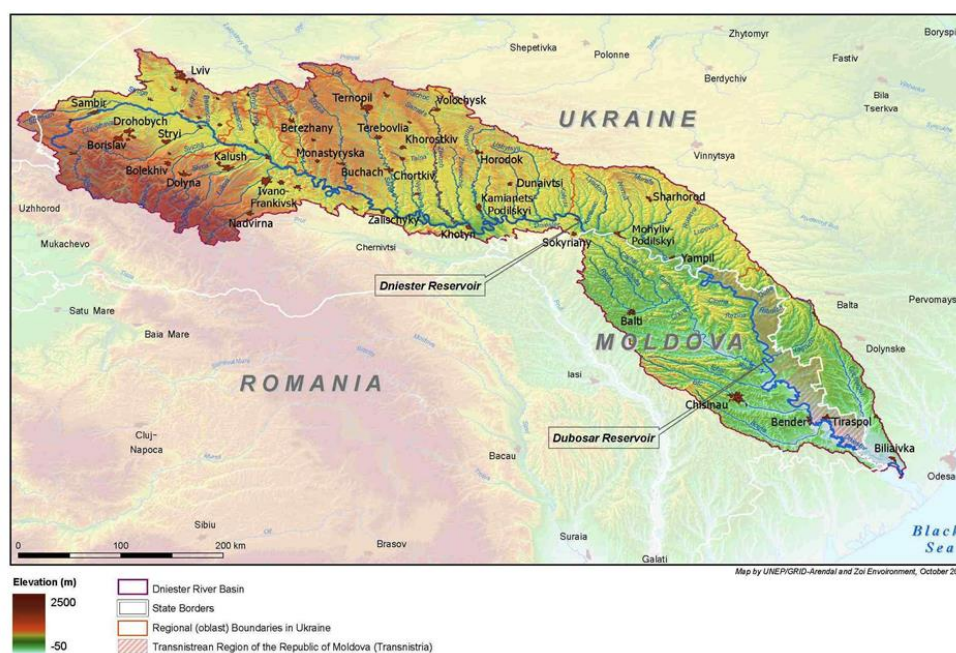 Shepetivka
Polonne
Zhytomyr
Boryspi
Fastiv
Berdychiv
Bila
Tserkva
Lviv
Sambir
Ternopil
Volochysk
UKRAINE
Drohobych
Stryi
Berezhany
Terebovlia
Borislav
Khorostkiv
Vinnytsya
Kalush
Monastyryska
Horodok
Bolekhiv
Dolyna
Buchach
Chortkiv
Dunaivtsi
Ivano-
Frankivsk
Kamianets
Podilskyi
Sharhorod
Uzhhorod
Nadvirna
Zalischyky
Khotyn
Mohyliv-
Podilskyi
Mukachevo
Chernivtsi
Sokyriany
Yampil
Dniester Reservoir
Balta
Pervomays
Satu Mare
Baia Mare
Balti
MOLDOVA
Dolynske
ROMANIA
Iasi
Chisinau
Bender
Tiraspol
Cluj-
Napoca
Dubosar Reservoir
Biliaivka
Bacau
Odesa
Sibiu
Brasov
Suraia
Galati
Black
Sea
0 100 200 km
Map by UNEP/GRID-Arendal and Zoi Envoironment, October 20
Elevation (m)
2500
-50
Dniester River Basin
State Borders
Regional (oblast) Boundaries in Ukraine
Transnistrean Region of the Republic of Moldova (Transnistria)